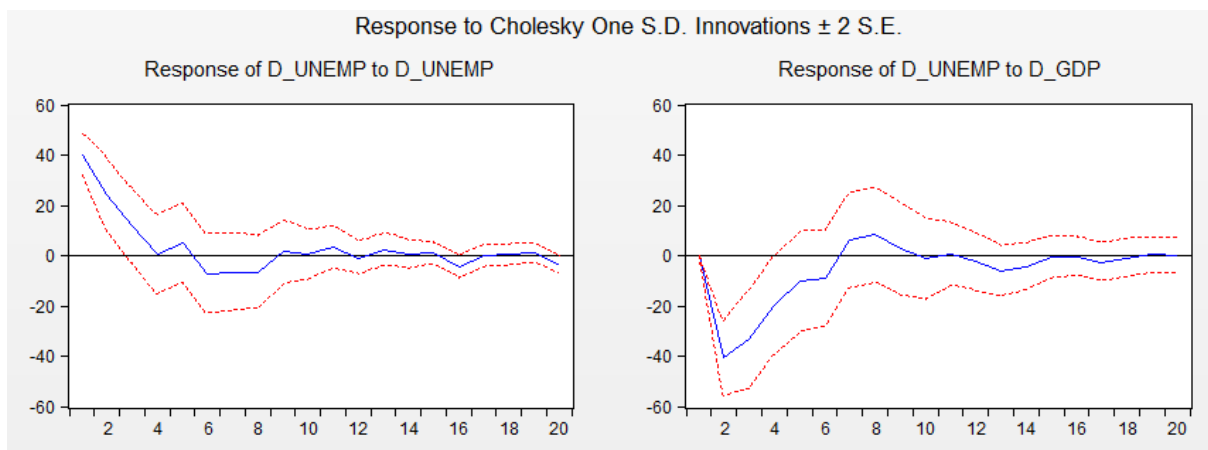 Response to Cholesky One S.D. Innovations ± 2 S.E.
Response of D_UNEMP to D_UNEMP
60
40
20
0
-20
-40
-60
2 4 6 8 10 12 14 16 18 20
Response of D_UNEMP to D_GDP
60
40
20
0
-20
-40
-60
2 4 6 8 10 12 14 16 18 20